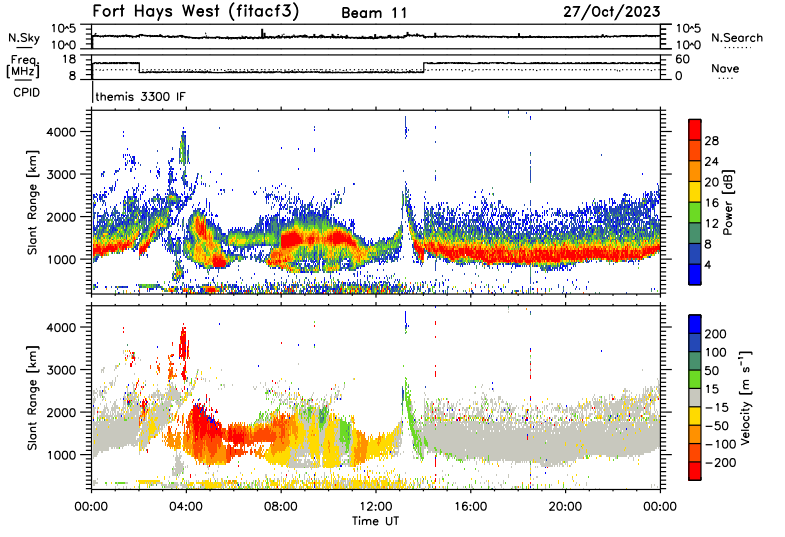 Fort Hays West (fitacf3) Beam 11 27/Oct/2023
N.Sky 10^5 10^0 10^5 10^0 N.Search
Freq. [MHz] 18 8 60 0 Nave
CPID themis 3300 IF
Slant Range [km] 4000 3000 2000 1000
28 24 20 16 12 8 4 Power [dB]
Slant Range [km] 4000 3000 2000 1000
200 100 50 15 −15 −50 −100 −200 Velocity [m s⁻¹]
00:00 04:00 08:00 12:00 16:00 20:00 00:00
Time UT